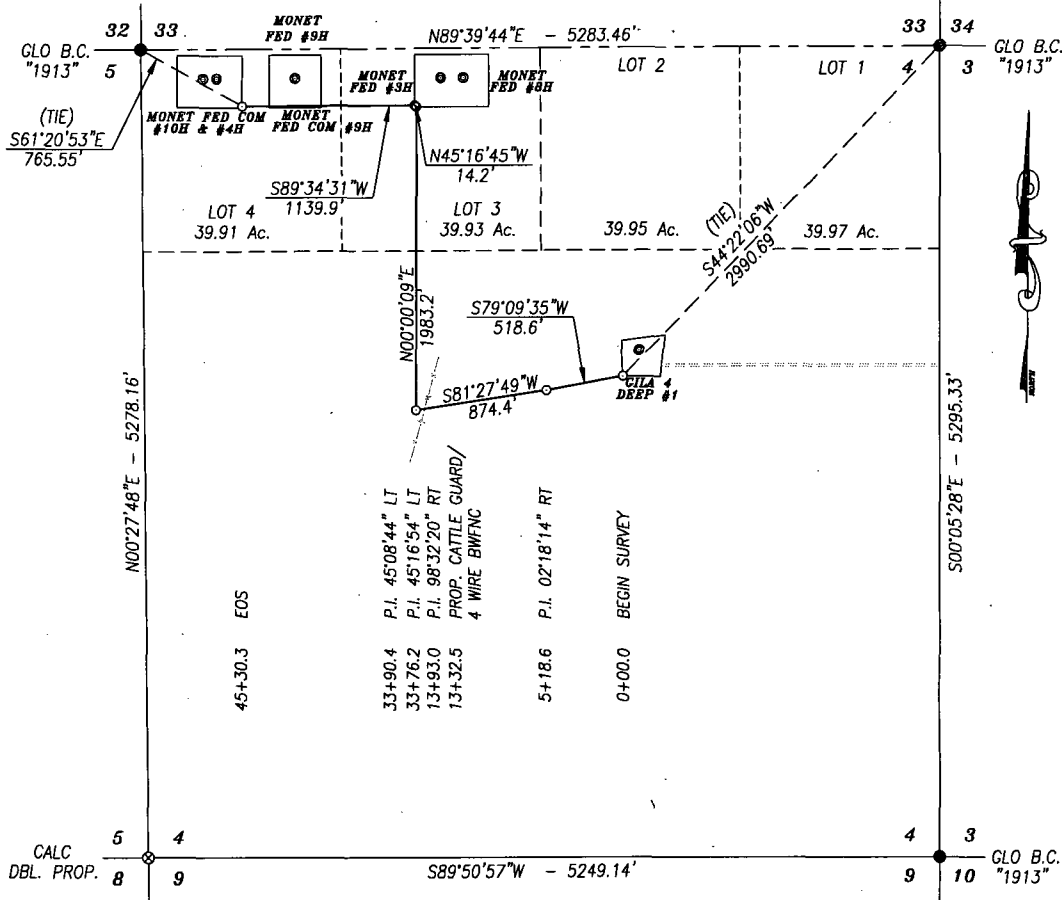 32 33
MONET
FED #9H
N89°39'44"E - 5283.46'
33 34
GLO B.C.
"1913"
5
4 3
GLO B.C.
"1913"
LOT 2
LOT 1
MONET
FED #3H
MONET
FED #8H
(TIE)
S61°20'53"E
765.55'
MONET FED COM
#10H & #4H
MONET
FED COM #9H
N45°16'45"W
14.2'
S89°34'31"W
1139.9'
LOT 4
39.91 Ac.
LOT 3
39.93 Ac.
39.95 Ac.
39.97 Ac.
(TIE)
S44°22'06"W
2990.69'
N00°00'09"E
1983.2'
S79°09'35"W
518.6'
S81°27'49"W
874.4'
GILA 4
DEEP #1
NORTH
N00°27'48"E - 5278.16'
S00°05'28"E - 5295.33'
45+30.3 EOS
33+90.4 P.I. 45°08'44" LT
33+76.2 P.I. 45°16'54" LT
13+93.0 P.I. 98°32'20" RT
13+32.5 PROP. CATTLE GUARD/
4 WIRE BWFNC
5+18.6 P.I. 02°18'14" RT
0+00.0 BEGIN SURVEY
5 4
CALC
DBL. PROP.
8 9
S89°50'57"W - 5249.14'
4 3
9 10
GLO B.C.
"1913"